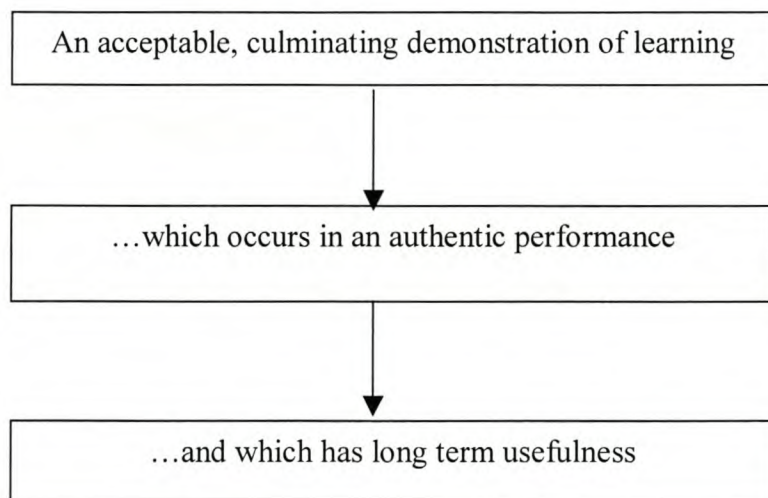 An acceptable, culminating demonstration of learning
…which occurs in an authentic performance
…and which has long term usefulness